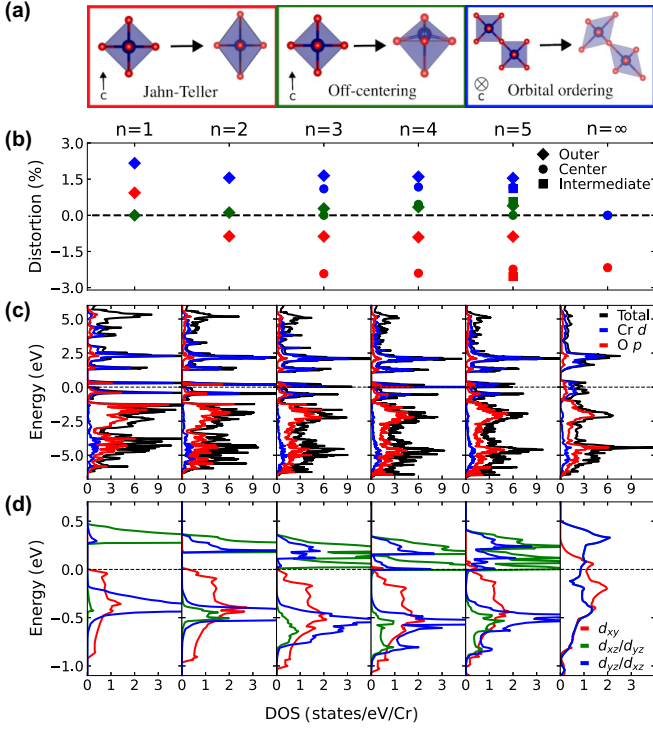 (a)
c
Jahn-Teller
c
Off-centering
c
Orbital ordering
(b)
n=1 n=2 n=3 n=4 n=5 n=∞
Distortion (%)
3.0
1.5
0.0
−1.5
−3.0
Outer
Center
Intermediate
(c)
Energy (eV)
5.0
2.5
0.0
−2.5
−5.0
Total
Cr d
O p
0 3 6 9 0 3 6 9 0 3 6 9 0 3 6 9 0 3 6 9 0 3 6 9
(d)
Energy (eV)
0.5
0.0
−0.5
−1.0
dxy
dxz/dyz
dyz/dxz
0 1 2 3 0 1 2 3 0 1 2 3 0 1 2 3 0 1 2 3 0 1 2 3
DOS (states/eV/Cr)